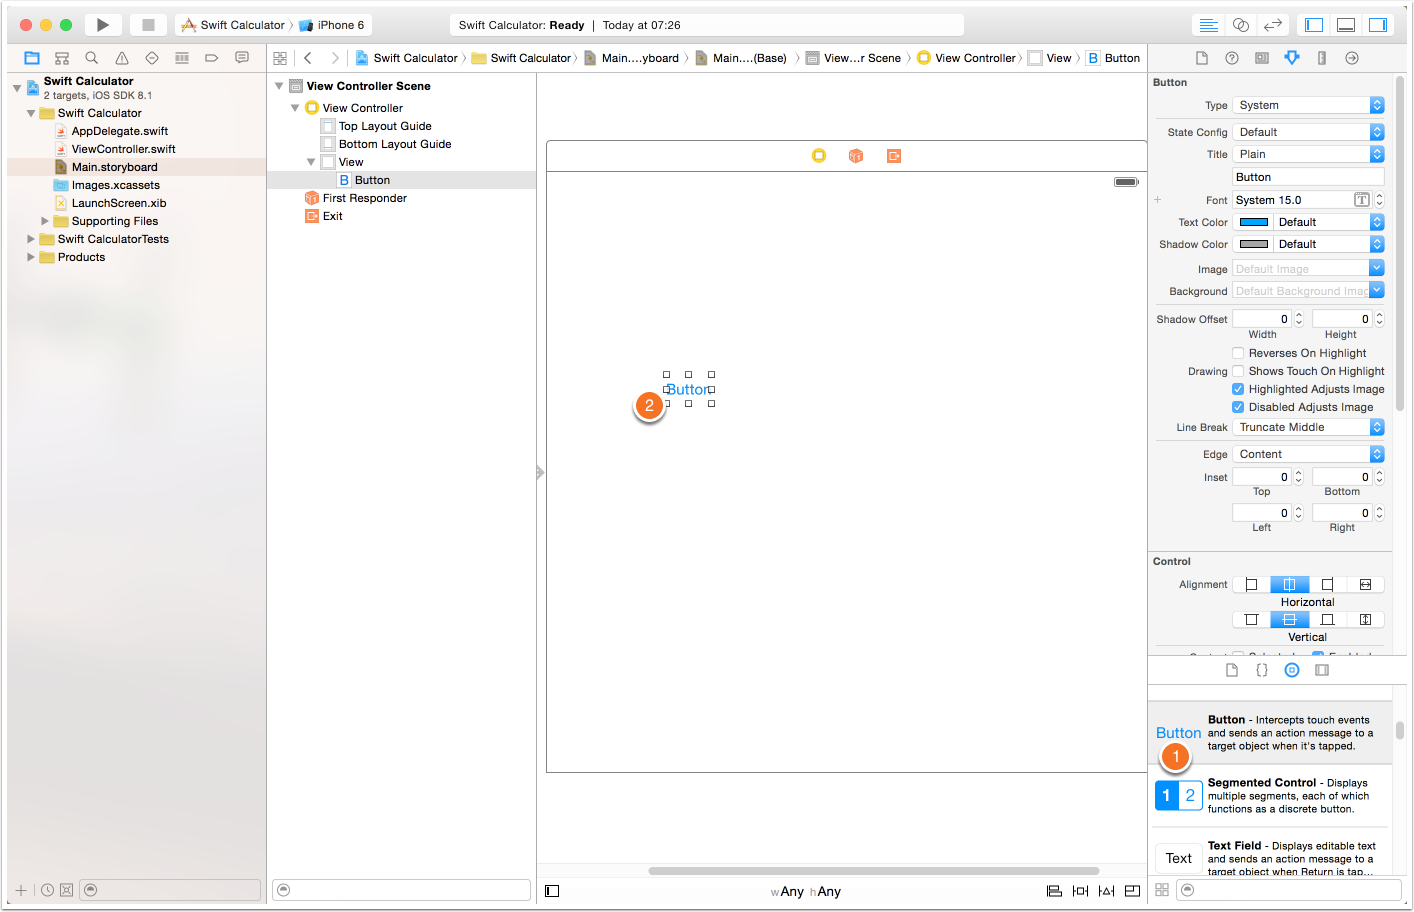 Swift Calculator
iPhone 6
Swift Calculator: Ready | Today at 07:26
Swift Calculator
Swift Calculator
Main....yboard
Main....(Base)
View...r Scene
View Controller
View
B Button
Swift Calculator
2 targets, iOS SDK 8.1
Swift Calculator
AppDelegate.swift
ViewController.swift
Main.storyboard
Images.xcassets
LaunchScreen.xib
Supporting Files
Swift CalculatorTests
Products
View Controller Scene
View Controller
Top Layout Guide
Bottom Layout Guide
View
B Button
First Responder
Exit
Button
2
wAny hAny
Button
Type System
State Config Default
Title Plain
Button
Font System 15.0 T
Text Color Default
Shadow Color Default
Image Default Image
Background Default Background Imag
Shadow Offset 0 0
Width Height
Reverses On Highlight
Drawing Shows Touch On Highlight
Highlighted Adjusts Image
Disabled Adjusts Image
Line Break Truncate Middle
Edge Content
Inset 0 0
Top Bottom
0 0
Left Right
Control
Alignment
Horizontal
Vertical
{}
Button
1
Button - Intercepts touch events
and sends an action message to a
target object when it's tapped.
1 2
Segmented Control - Displays
multiple segments, each of which
functions as a discrete button.
Text
Text Field - Displays editable text
and sends an action message to a
target object when Return is tap...